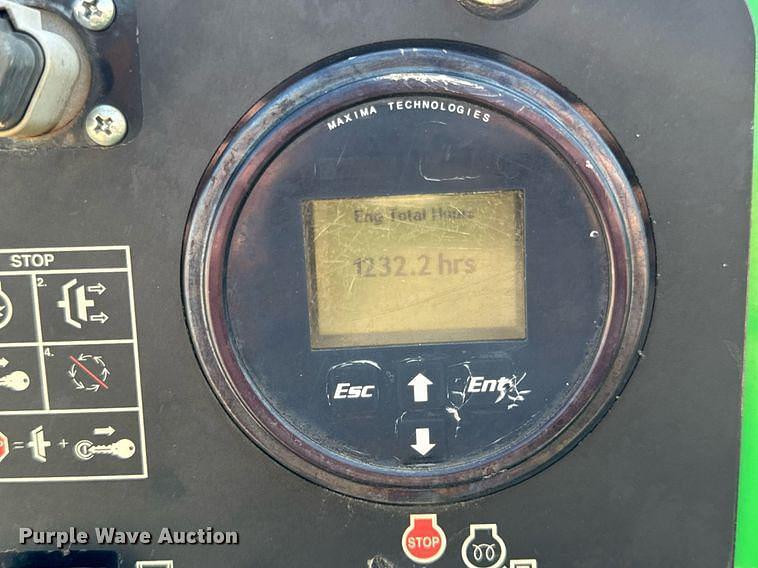 MAXIMA TECHNOLOGIES
Eng Total Hours
1232.2 hrs
STOP
2.
4.
Esc
Ent
=
+
STOP
Purple Wave Auction